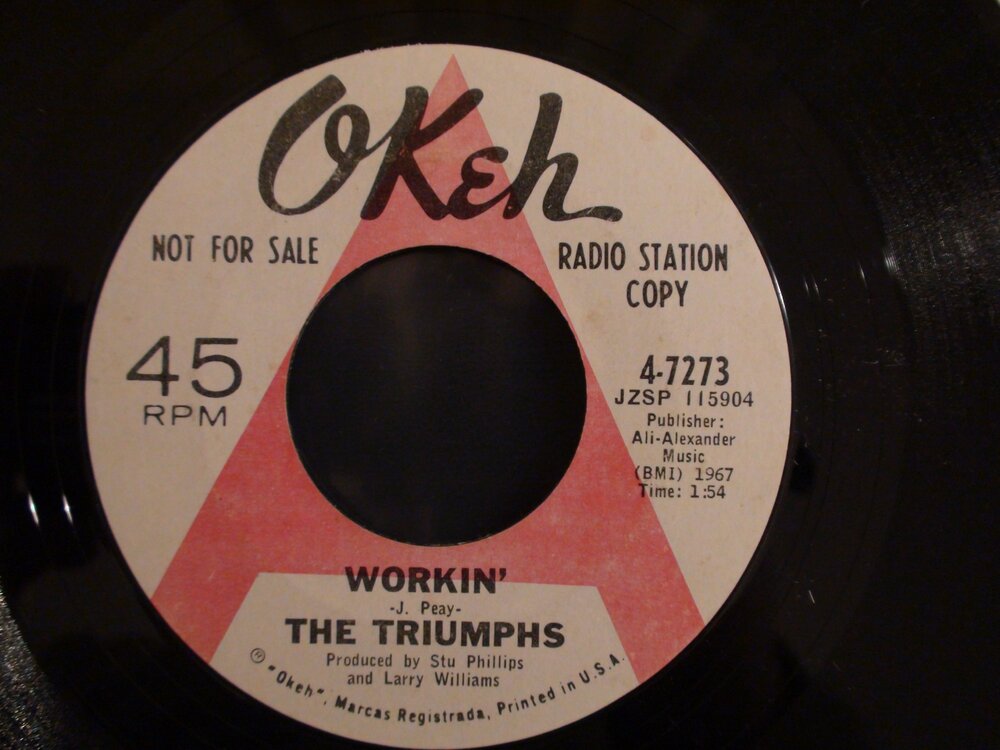 OKeh
NOT FOR SALE
RADIO STATION
COPY
45
RPM
4-7273
JZSP 115904
Publisher:
Ali-Alexander
Music
(BMI) 1967
Time: 1:54
WORKIN'
-J. Peay-
THE TRIUMPHS
Produced by Stu Phillips
and Larry Williams
℗ "Okeh", Marcas Registrada, Printed in U.S.A.